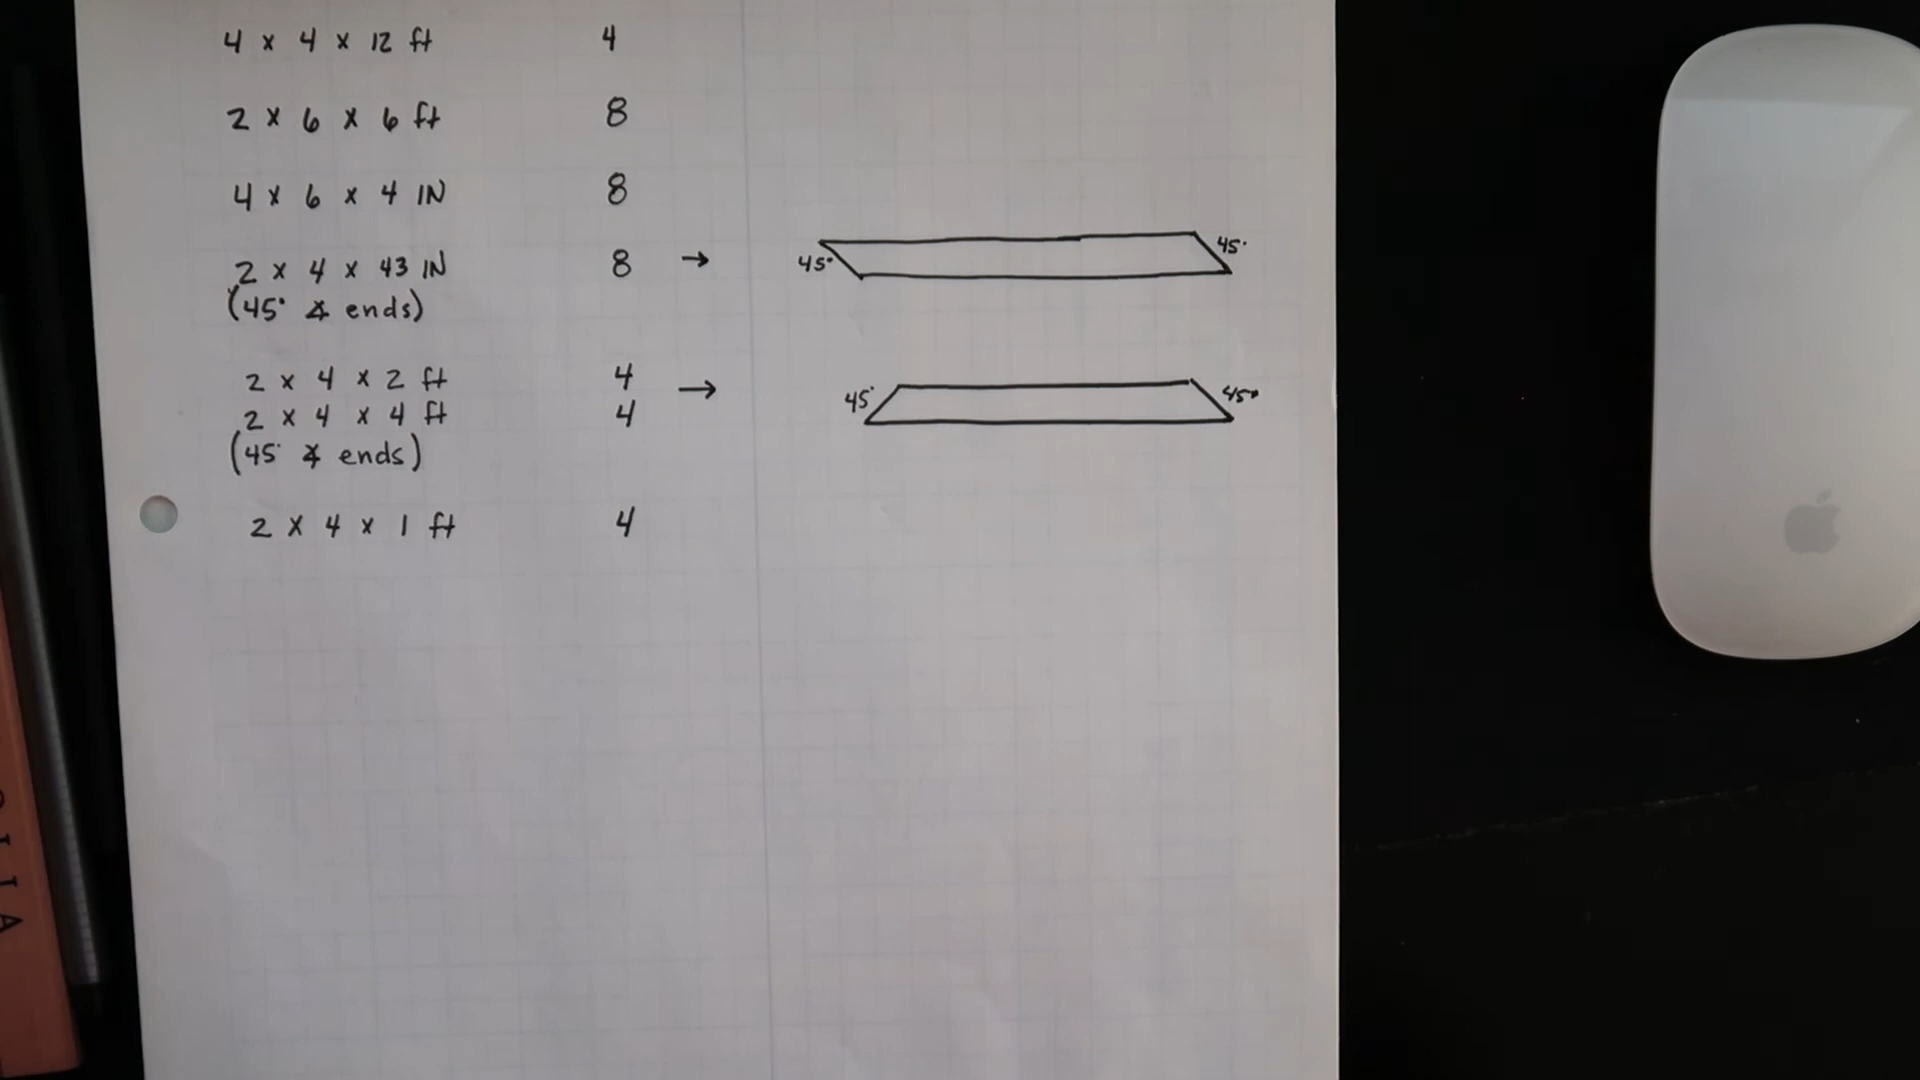 4 x 4 x 12 ft 4
2 x 6 x 6 ft 8
4 x 6 x 4 IN 8
2 x 4 x 43 IN 8 → 45° 45°
(45° ∡ ends)
2 x 4 x 2 ft 4 → 45° 45°
2 x 4 x 4 ft 4
(45° ∡ ends)
2 x 4 x 1 ft 4